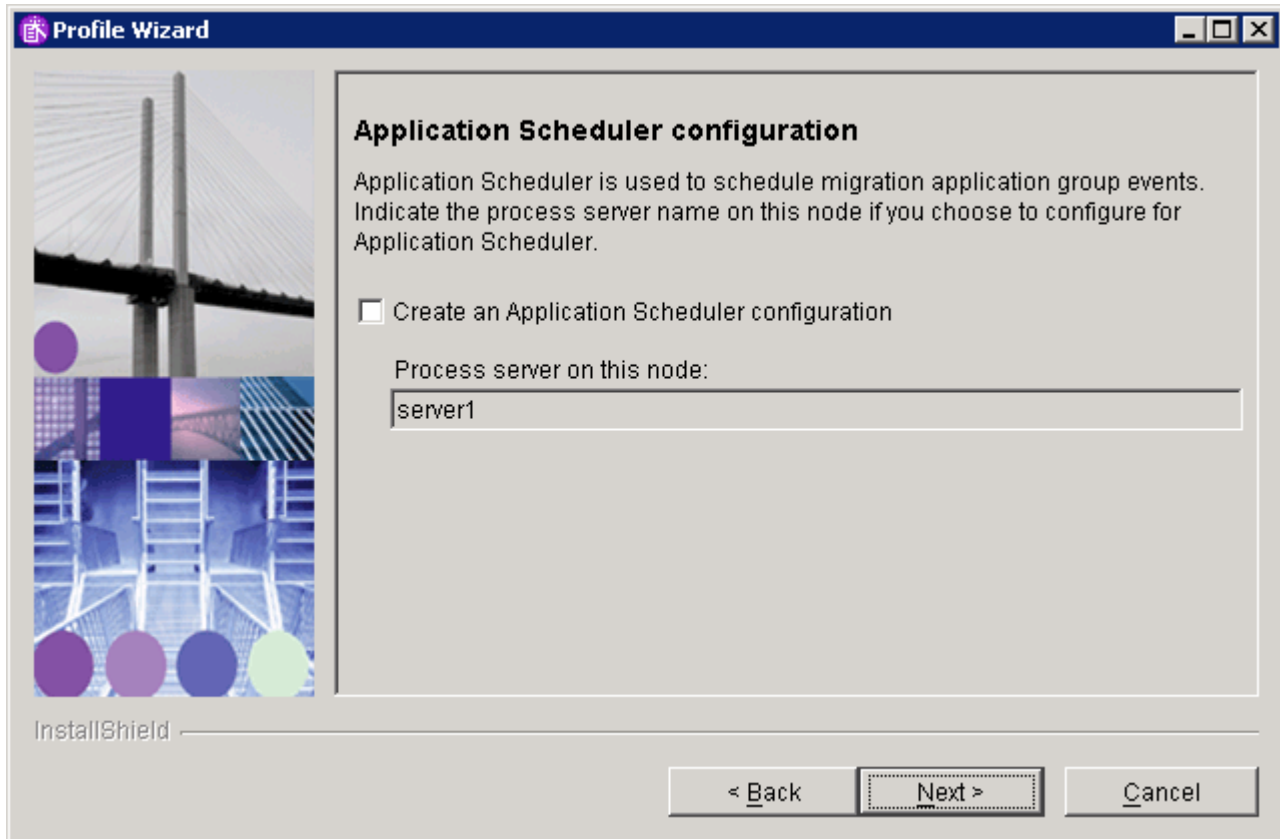 Profile Wizard
Application Scheduler configuration
Application Scheduler is used to schedule migration application group events.
Indicate the process server name on this node if you choose to configure for
Application Scheduler.
Create an Application Scheduler configuration
Process server on this node:
server1
InstallShield
< Back
Next >
Cancel